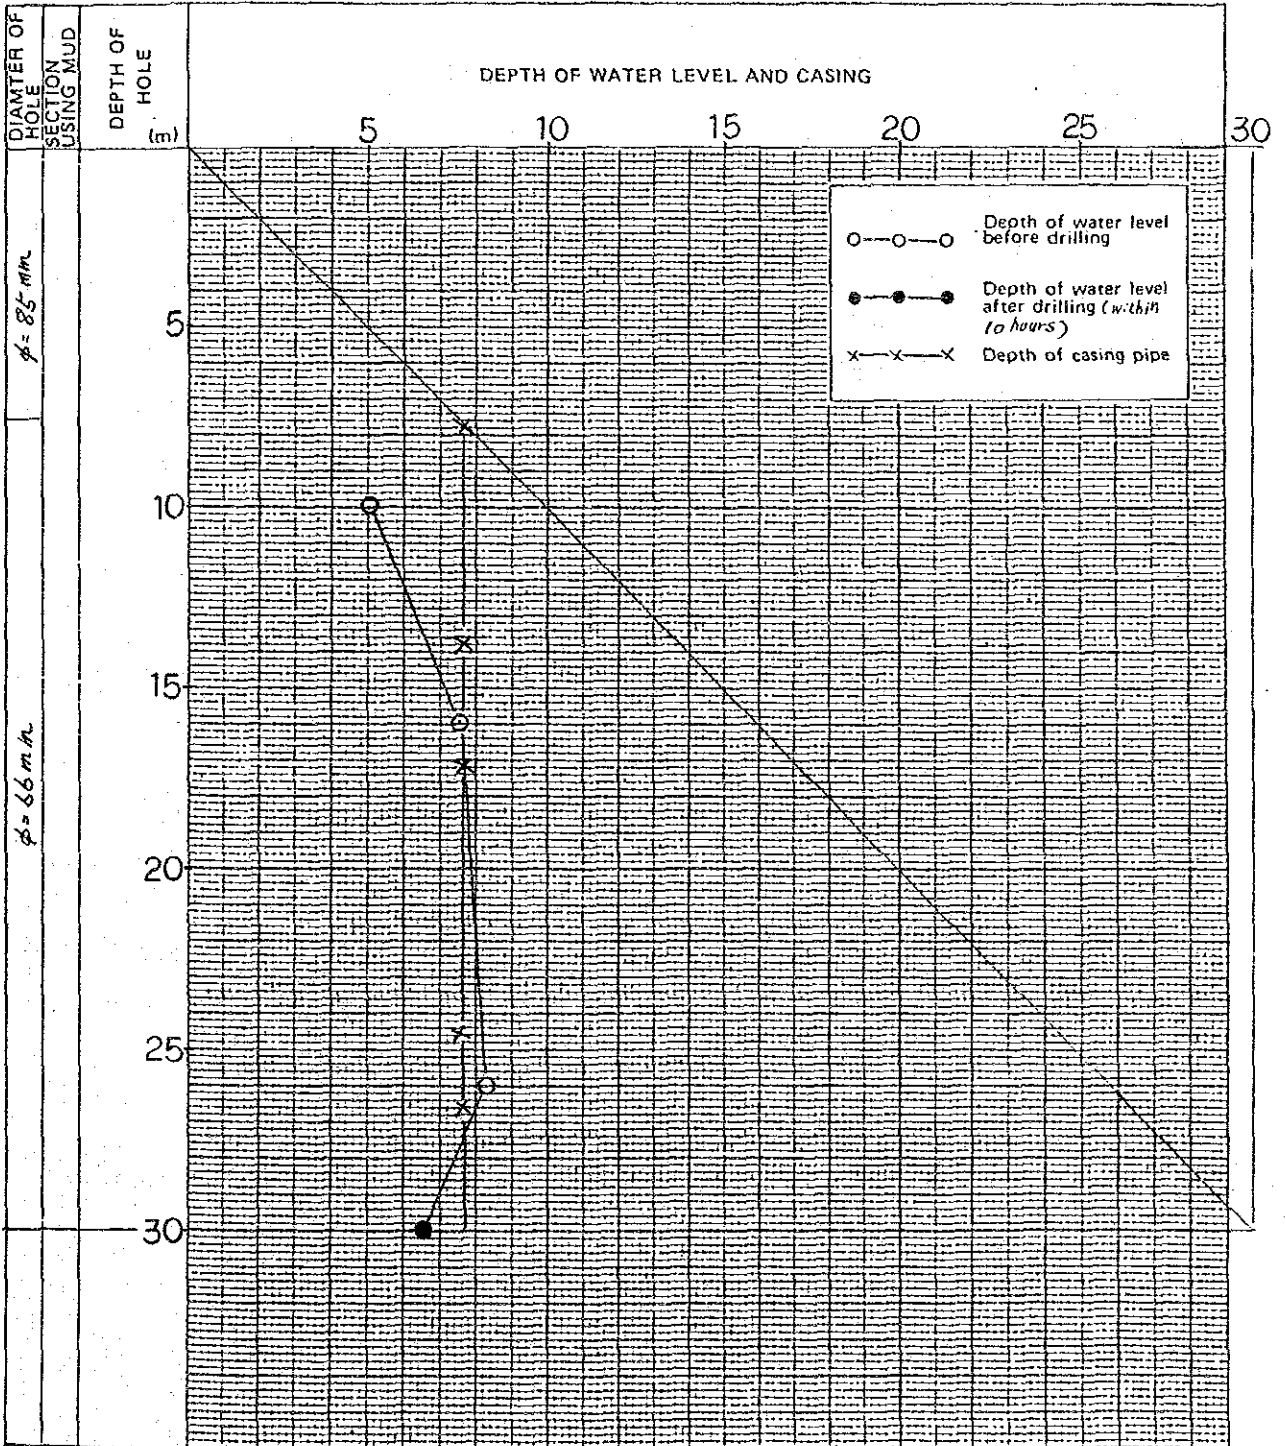 DIAMTER OF
HOLE
SECTION
USING MUD
DEPTH OF
HOLE
(m)
DEPTH OF WATER LEVEL AND CASING
5
10
15
20
25
30
Depth of water level
before drilling
Depth of water level
after drilling (within
10 hours)
Depth of casing pipe
φ= 85 mm
φ= 66 mm
5
10
15
20
25
30